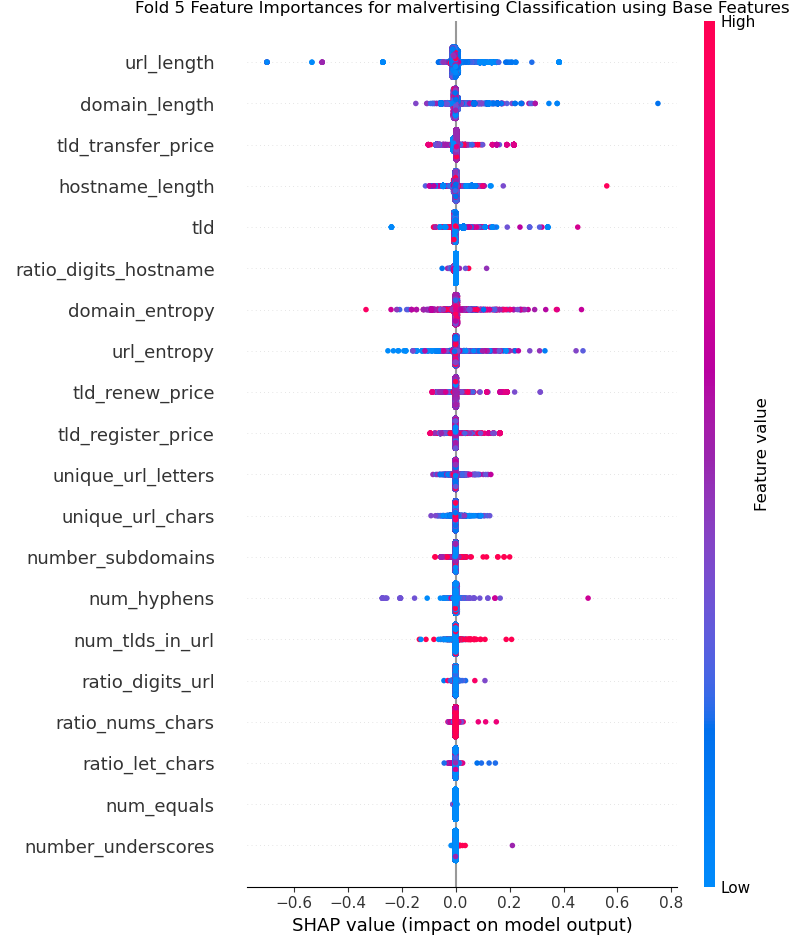 Fold 5 Feature Importances for malvertising Classification using Base Features
High
url_length
domain_length
tld_transfer_price
hostname_length
tld
ratio_digits_hostname
domain_entropy
url_entropy
tld_renew_price
tld_register_price
unique_url_letters
unique_url_chars
number_subdomains
num_hyphens
num_tlds_in_url
ratio_digits_url
ratio_nums_chars
ratio_let_chars
num_equals
number_underscores
Feature value
Low
−0.6 −0.4 −0.2 0.0 0.2 0.4 0.6 0.8
SHAP value (impact on model output)